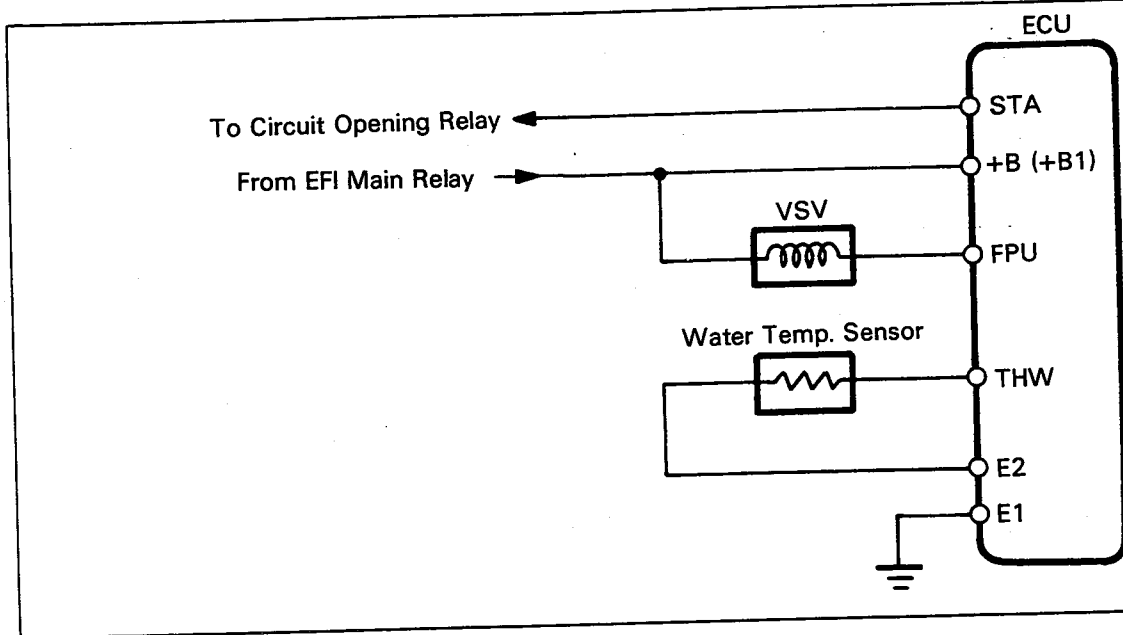 ECU
To Circuit Opening Relay
STA
From EFI Main Relay
+B (+B1)
VSV
FPU
Water Temp. Sensor
THW
E2
E1